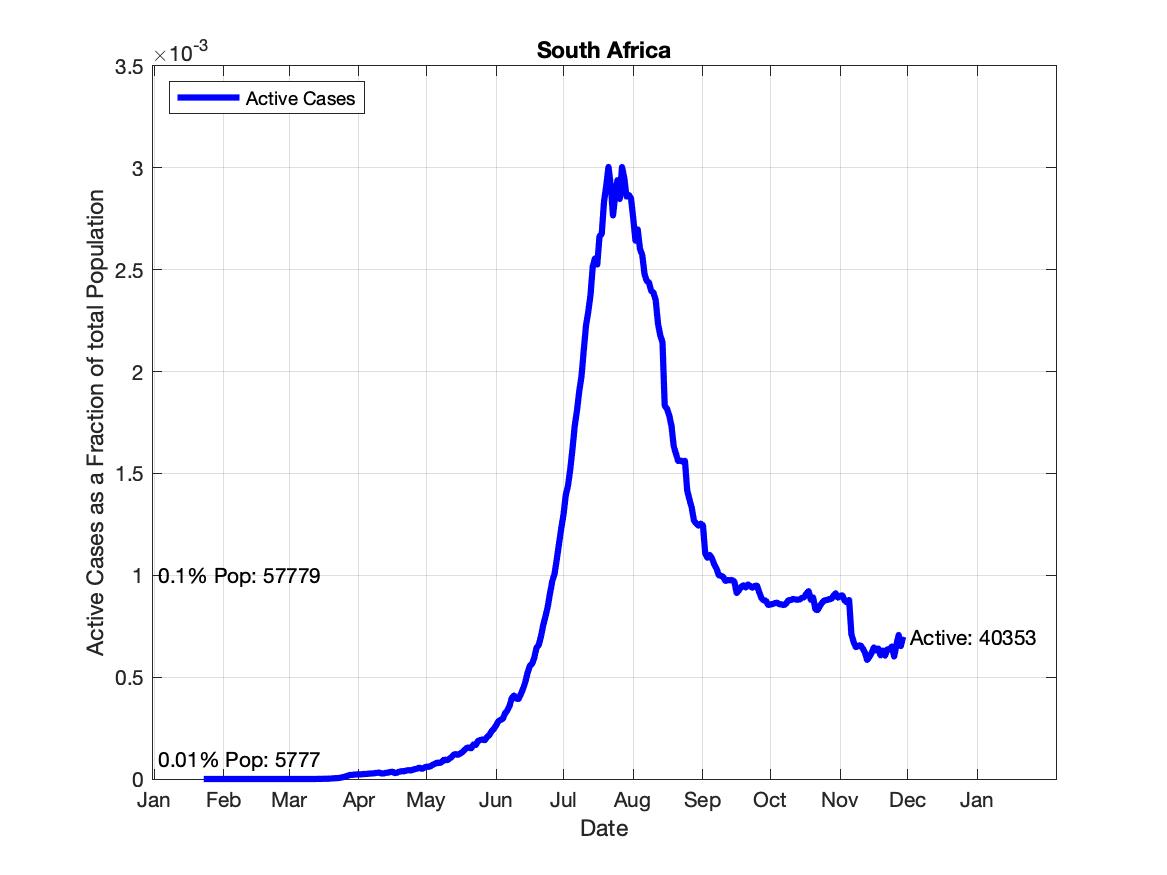 South Africa
×10-3
Active Cases
3.5
3
2.5
2
1.5
1
0.5
0
Active Cases as a Fraction of total Population
0.1% Pop: 57779
Active: 40353
0.01% Pop: 5777
Jan Feb Mar Apr May Jun Jul Aug Sep Oct Nov Dec Jan
Date